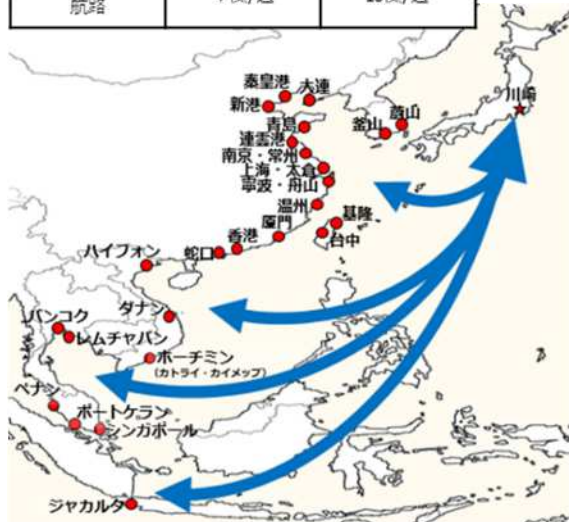 航路
秦皇港
大連
川崎
新港
青島
釜山
蔚山
連雲港
南京・常州
上海・太倉
寧波・舟山
温州
厦門
基隆
香港
台中
蛇口
ハイフォン
ダナン
バンコク
レムチャバン
ホーチミン
(カトライ・カイメップ)
ペナン
ポートケラン
シンガポール
ジャカルタ